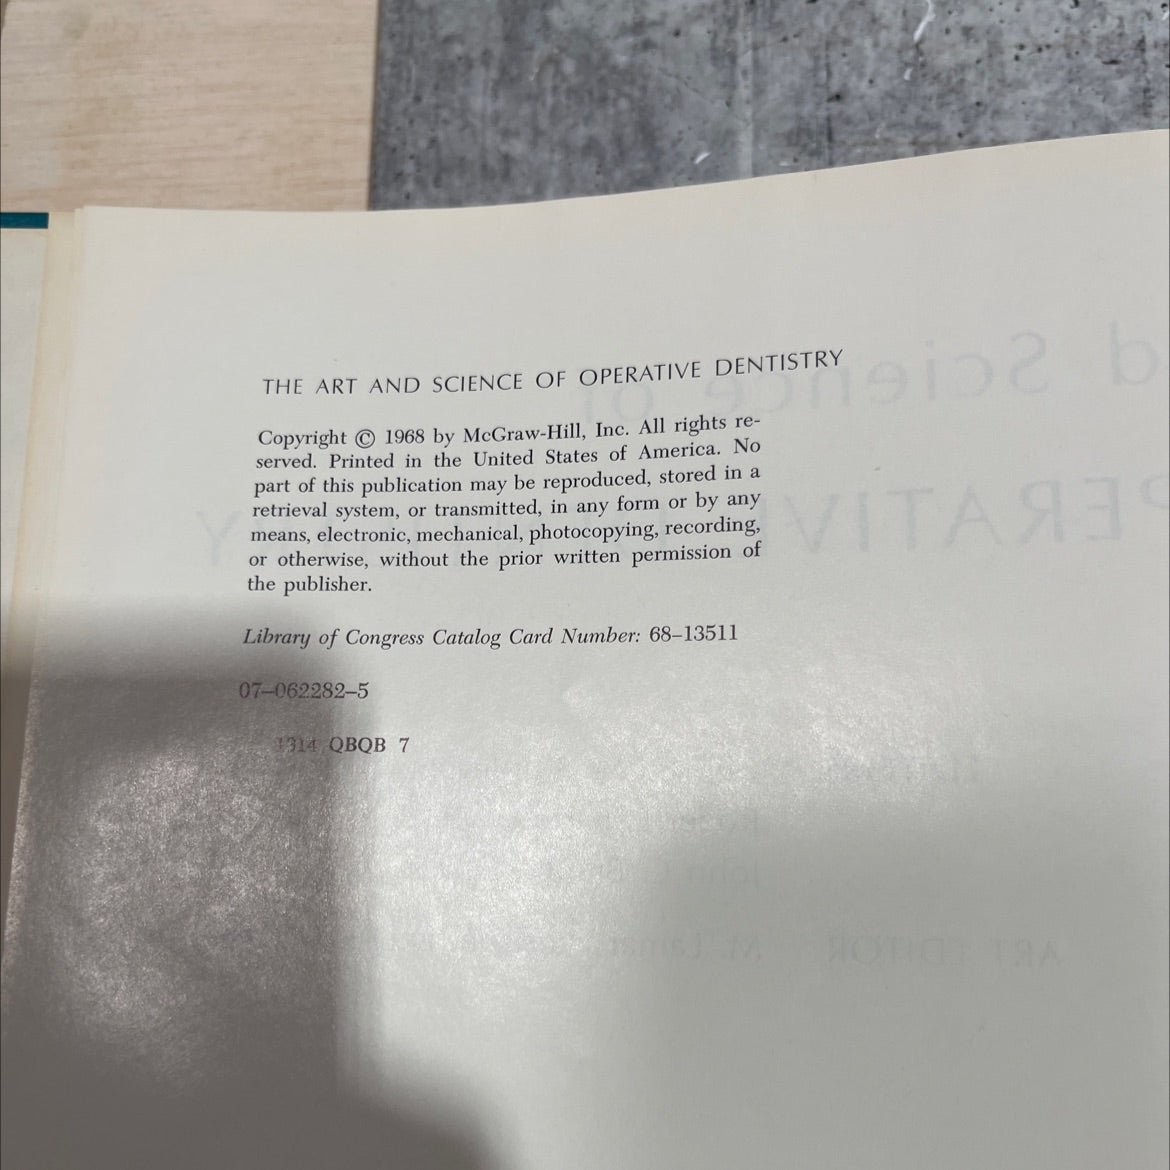 THE ART AND SCIENCE OF OPERATIVE DENTISTRY
Copyright © 1968 by McGraw-Hill, Inc. All rights re-
served. Printed in the United States of America. No
part of this publication may be reproduced, stored in a
retrieval system, or transmitted, in any form or by any
means, electronic, mechanical, photocopying, recording,
or otherwise, without the prior written permission of
the publisher.
Library of Congress Catalog Card Number: 68–13511
07–062282–5
1314 QBQB 7